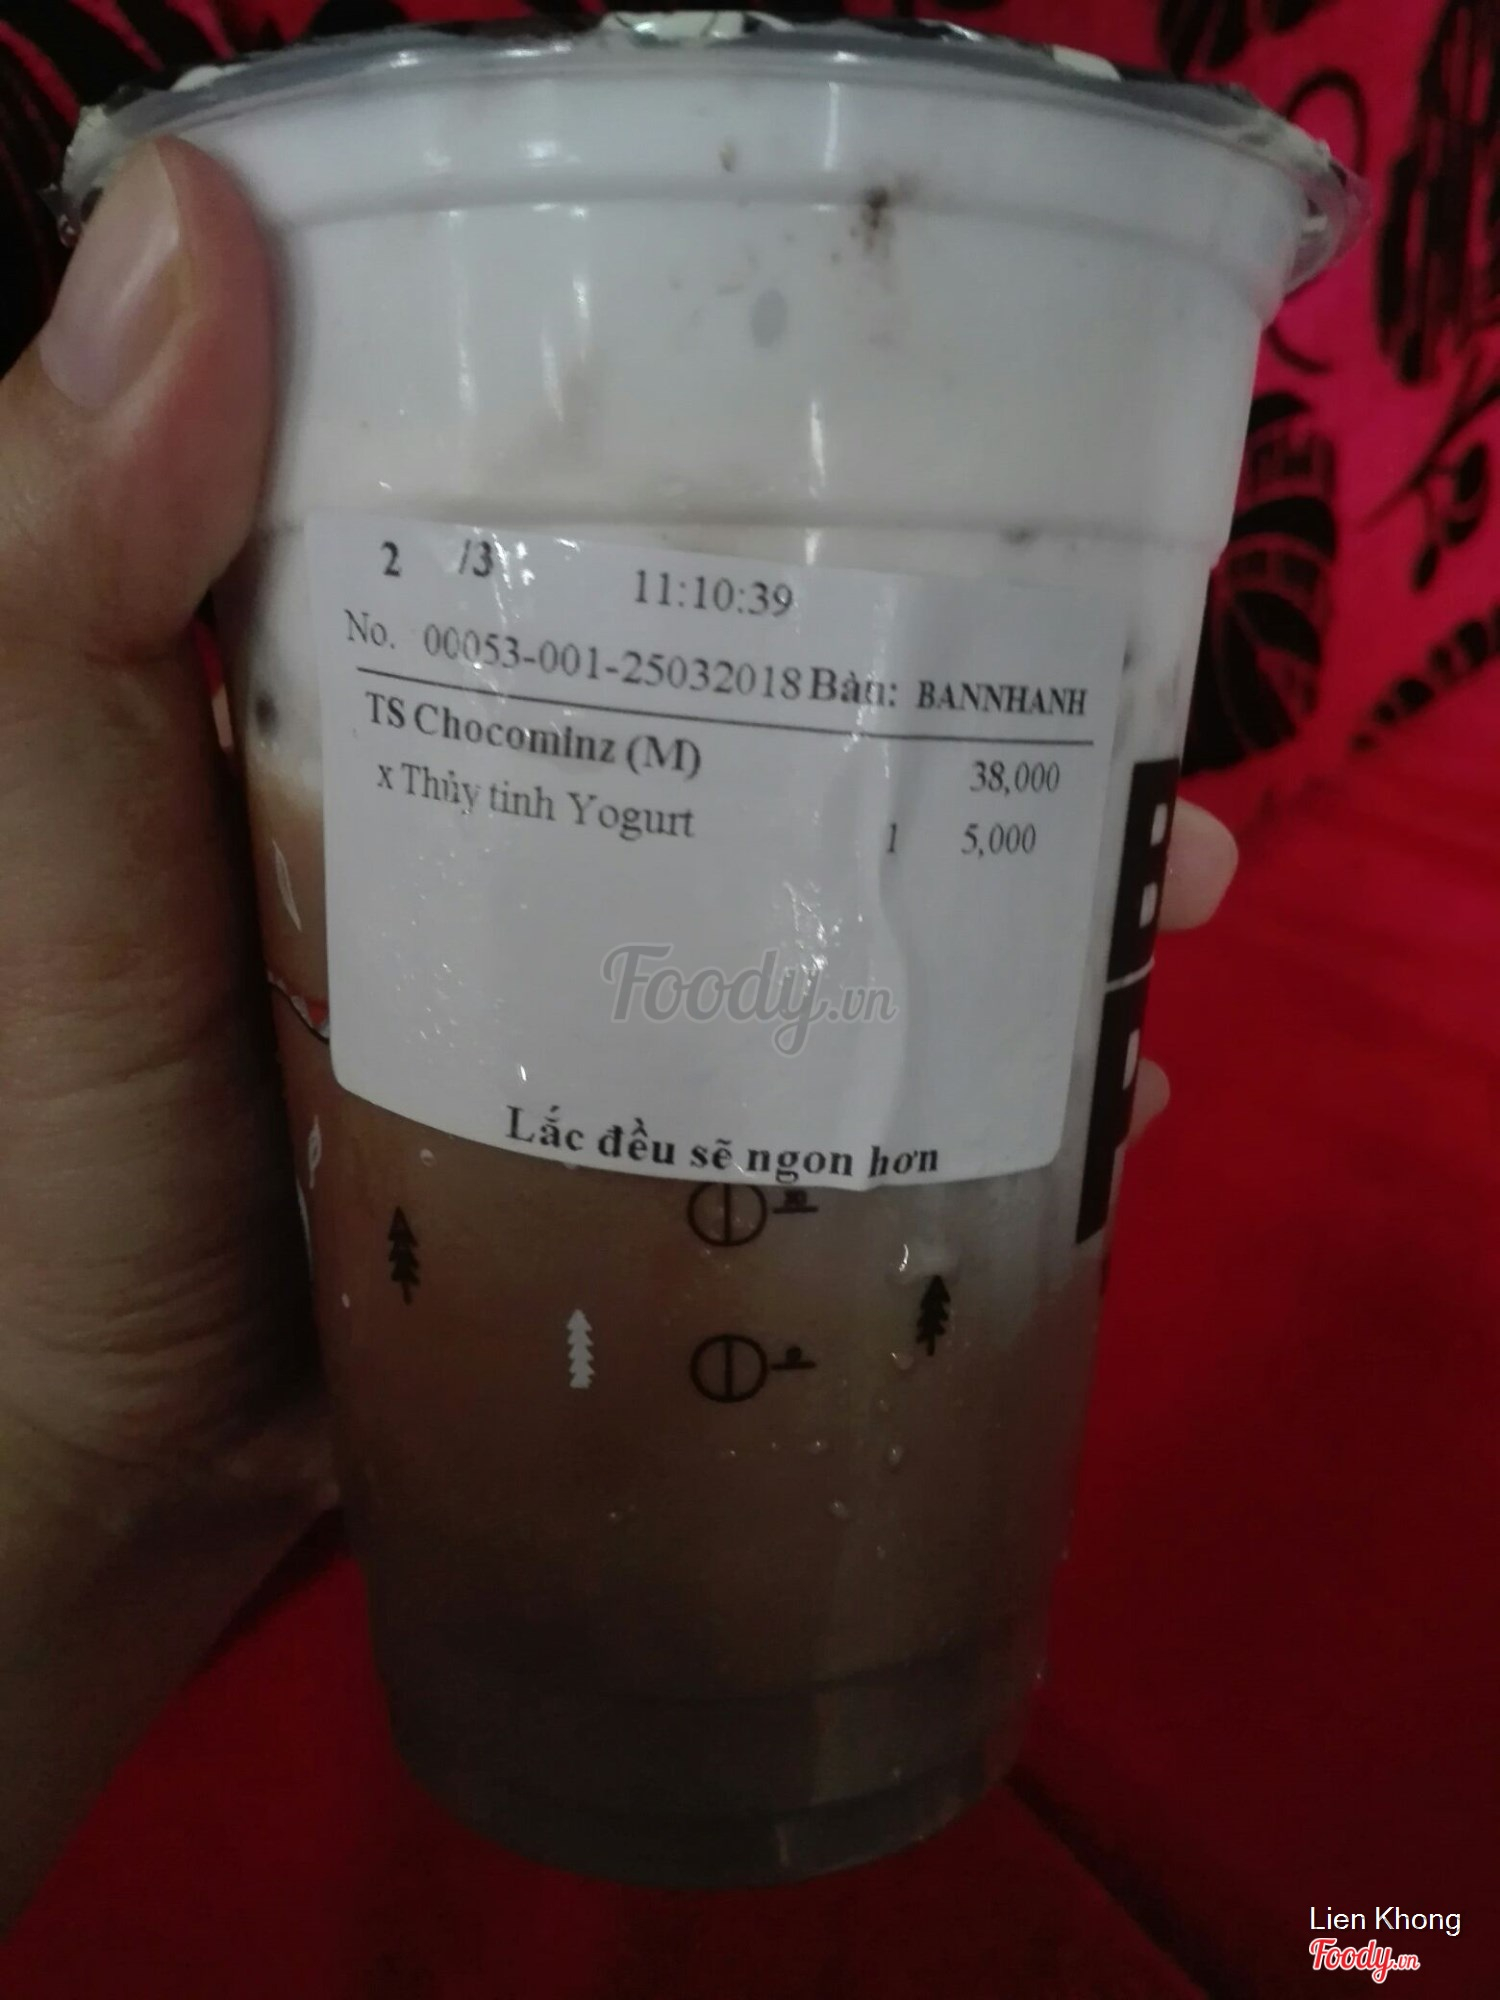 2 /3 11:10:39
No. 00053-001-25032018 Bàn: BANNHANH
TS Chocominz (M) 38,000
x Thủy tinh Yogurt 1 5,000
Foody.vn
Lắc đều sẽ ngon hơn
Lien Khong
Foody.vn